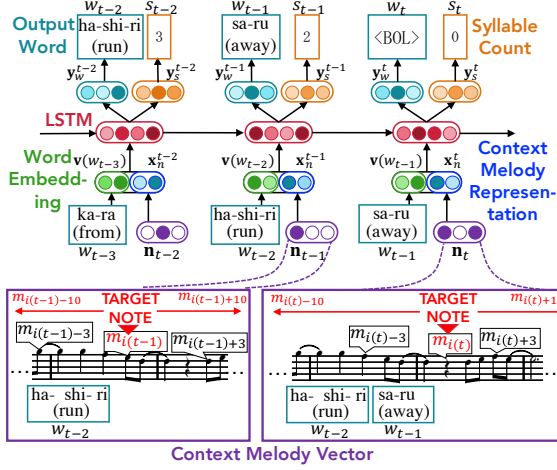 w_{t-2} s_{t-2} w_{t-1} s_{t-1} w_t s_t
Output Word
ha-shi-ri (run) 3
sa-ru (away) 2
<BOL> 0
Syllable Count
y_w^{t-2} y_s^{t-2} y_w^{t-1} y_s^{t-1} y_w^t y_s^t
LSTM
v(w_{t-3}) x_n^{t-2} v(w_{t-2}) x_n^{t-1} v(w_{t-1}) x_n^t
Word Embedd-ing
Context Melody Represen-tation
ka-ra (from)
ha-shi-ri (run)
sa-ru (away)
w_{t-3} n_{t-2} w_{t-2} n_{t-1} w_{t-1} n_t
m_{i(t-1)-10} TARGET NOTE m_{i(t-1)+10}
m_{i(t-1)-3} m_{i(t-1)} m_{i(t-1)+3}
... ...
ha- shi- ri (run)
w_{t-2}
m_{i(t)-10} TARGET NOTE m_{i(t)+1
m_{i(t)-3} m_{i(t)} m_{i(t)+3}
... ...
ha- shi- ri (run) sa-ru (away)
w_{t-2} w_{t-1}
Context Melody Vector